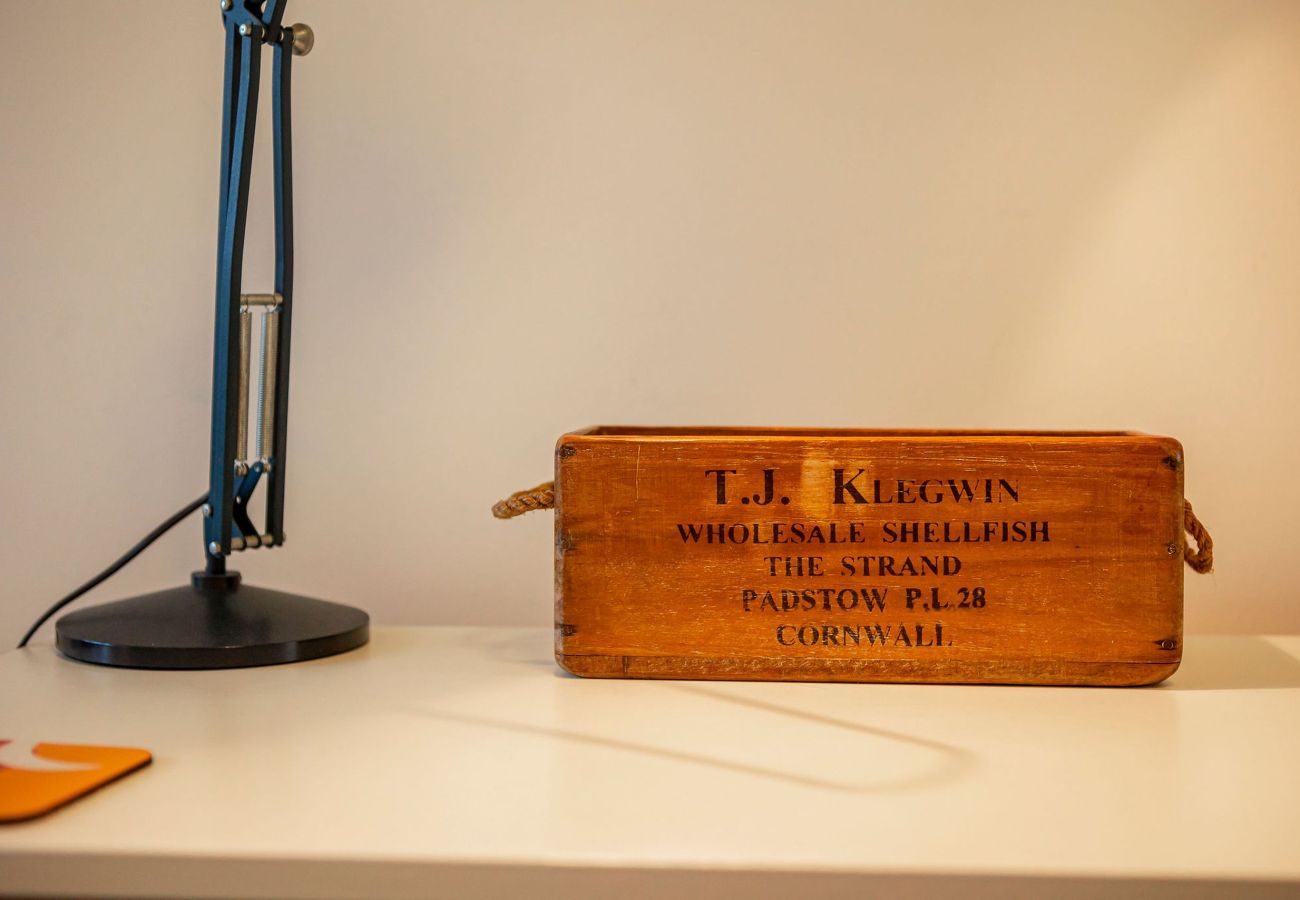 T.J. KLEGWIN
WHOLESALE SHELLFISH
THE STRAND
PADSTOW P.L.28
CORNWALL